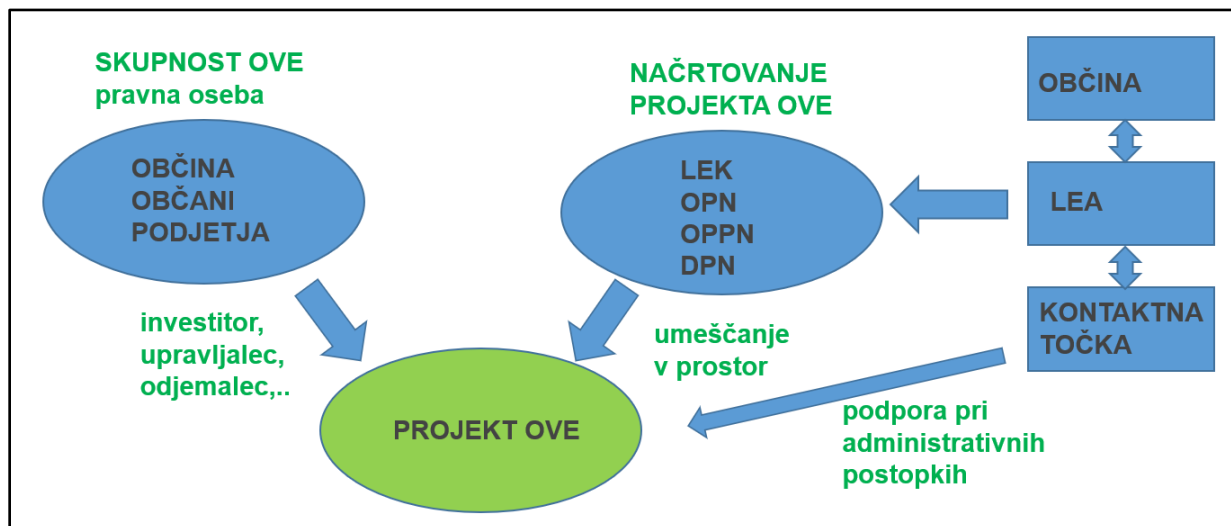 SKUPNOST OVE
pravna oseba
OBČINA
OBČANI
PODJETJA
investitor,
upravljalec,
odjemalec,..
NAČRTOVANJE
PROJEKTA OVE
LEK
OPN
OPPN
DPN
umeščanje
v prostor
PROJEKT OVE
OBČINA
LEA
KONTAKTNA
TOČKA
podpora pri
administrativnih
postopkih